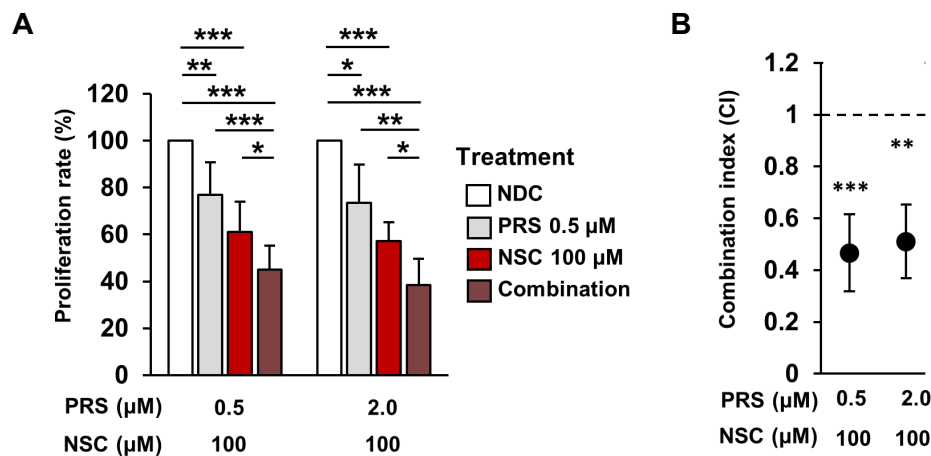 A
***
**
***
***
*
***
*
***
**
*
Proliferation rate (%)
120
100
80
60
40
20
0
PRS (µM) 0.5 2.0
NSC (µM) 100 100
Treatment
NDC
PRS 0.5 µM
NSC 100 µM
Combination
B
Combination index (CI)
1.2
1
0.8
0.6
0.4
0.2
0
**
***
PRS (µM) 0.5 2.0
NSC (µM) 100 100